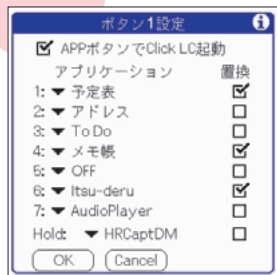 ボタン1設定
APPボタンでClick LC起動
アプリケーション 置換
1: 予定表
2: アドレス
3: To Do
4: メモ帳
5: OFF
6: Itsu-deru
7: AudioPlayer
Hold: HRCaptDM
OK Cancel